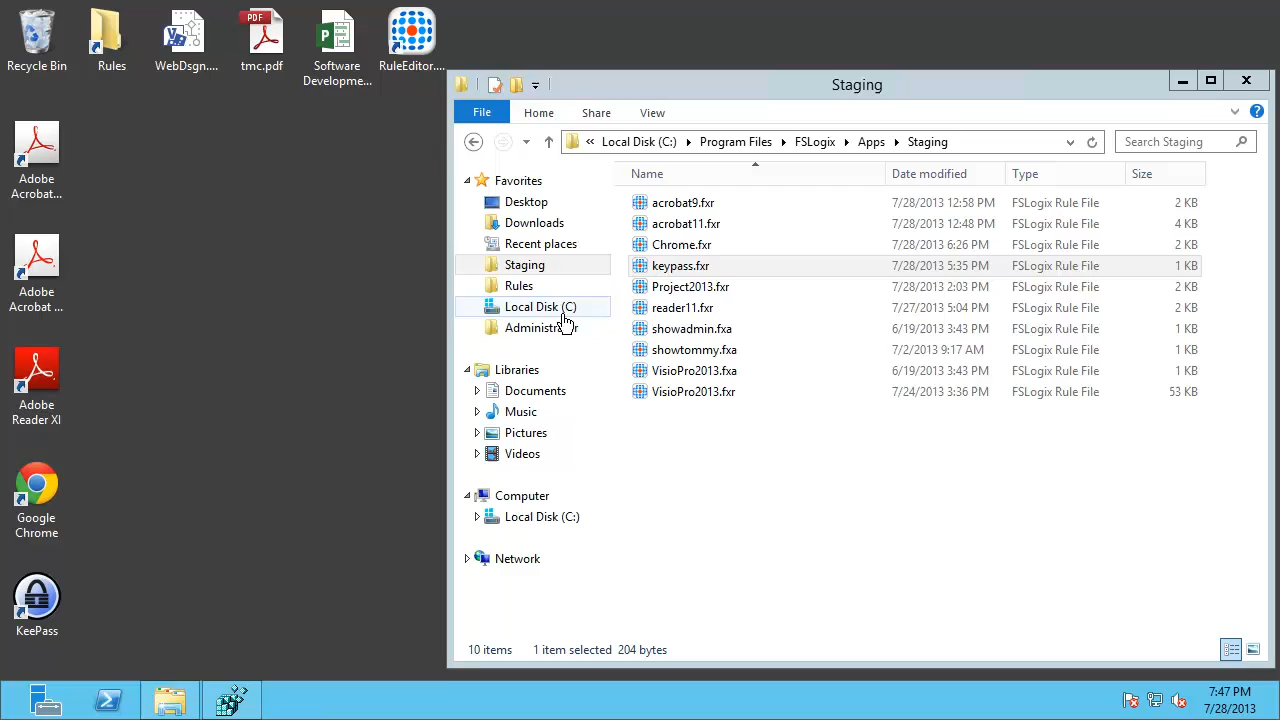 Recycle Bin
Rules
WebDsgn....
PDF
tmc.pdf
Software
Developme...
RuleEditor....
Adobe
Acrobat...
Adobe
Acrobat ...
Adobe
Reader XI
Google
Chrome
KeePass
Staging
File
Home
Share
View
« Local Disk (C:) Program Files FSLogix Apps Staging
Search Staging
Favorites
Desktop
Downloads
Recent places
Staging
Rules
Local Disk (C)
Administrator
Libraries
Documents
Music
Pictures
Videos
Computer
Local Disk (C:)
Network
Name Date modified Type Size
acrobat9.fxr 7/28/2013 12:58 PM FSLogix Rule File 2 KB
acrobat11.fxr 7/28/2013 12:48 PM FSLogix Rule File 4 KB
Chrome.fxr 7/28/2013 6:26 PM FSLogix Rule File 2 KB
keypass.fxr 7/28/2013 5:35 PM FSLogix Rule File 1 KB
Project2013.fxr 7/28/2013 2:03 PM FSLogix Rule File 2 KB
reader11.fxr 7/27/2013 5:04 PM FSLogix Rule File 2 KB
showadmin.fxa 6/19/2013 3:43 PM FSLogix Rule File 1 KB
showtommy.fxa 7/2/2013 9:17 AM FSLogix Rule File 1 KB
VisioPro2013.fxa 6/19/2013 3:43 PM FSLogix Rule File 1 KB
VisioPro2013.fxr 7/24/2013 3:36 PM FSLogix Rule File 53 KB
10 items 1 item selected 204 bytes
7:47 PM
7/28/2013